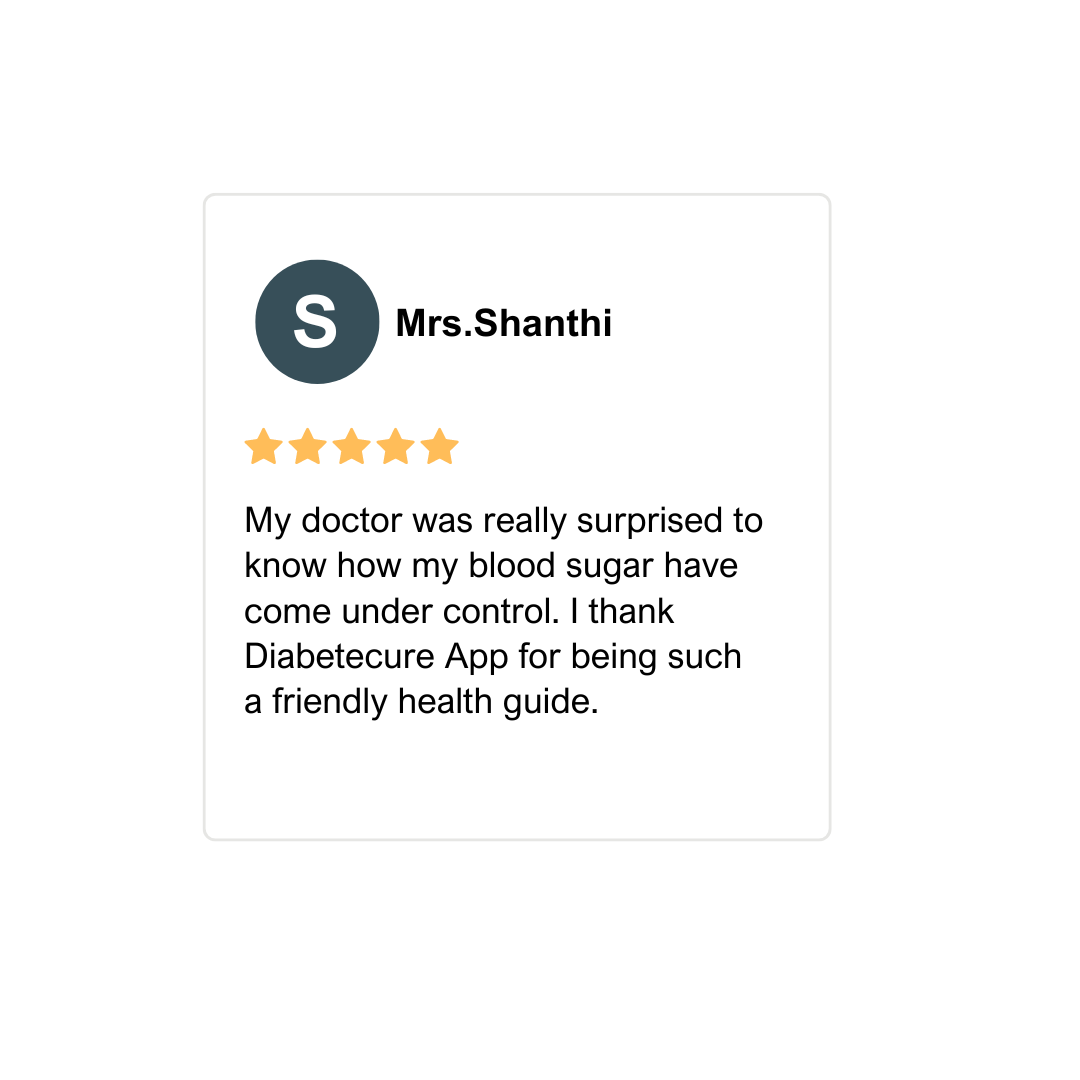 S
Mrs.Shanthi
My doctor was really surprised to
know how my blood sugar have
come under control. I thank
Diabetecure App for being such
a friendly health guide.